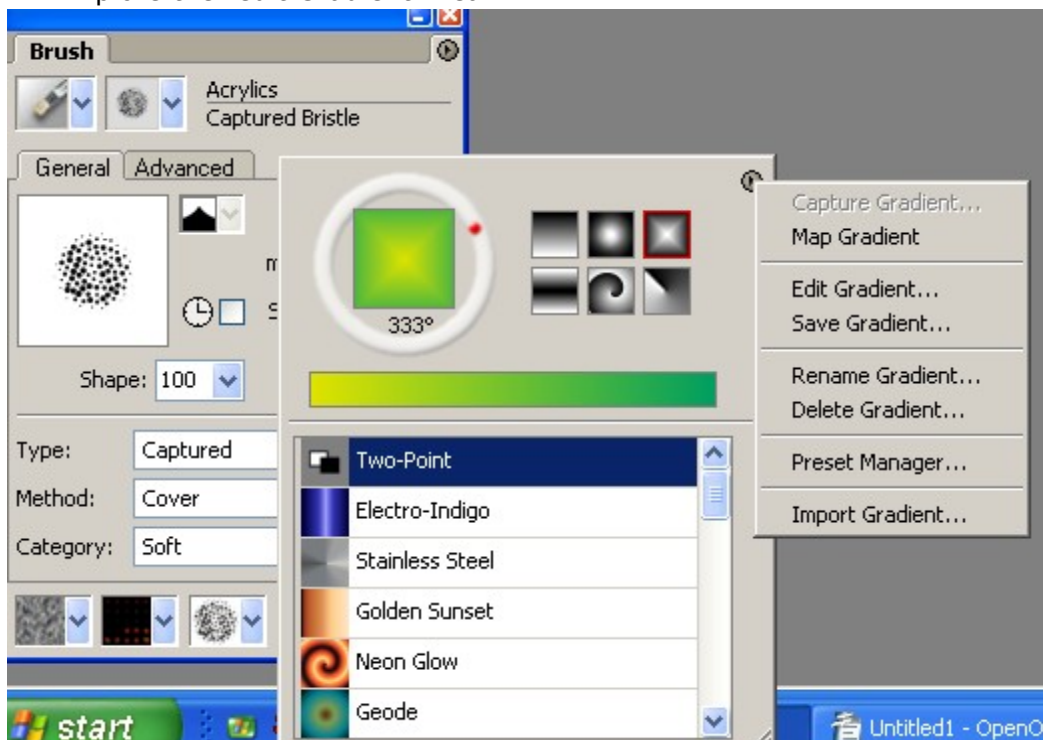 Brush
Acrylics
Captured Bristle
General
Advanced
Shape: 100
Type: Captured
Method: Cover
Category: Soft
333°
Two-Point
Electro-Indigo
Stainless Steel
Golden Sunset
Neon Glow
Geode
Capture Gradient...
Map Gradient
Edit Gradient...
Save Gradient...
Rename Gradient...
Delete Gradient...
Preset Manager...
Import Gradient...
start
Untitled1 - OpenO